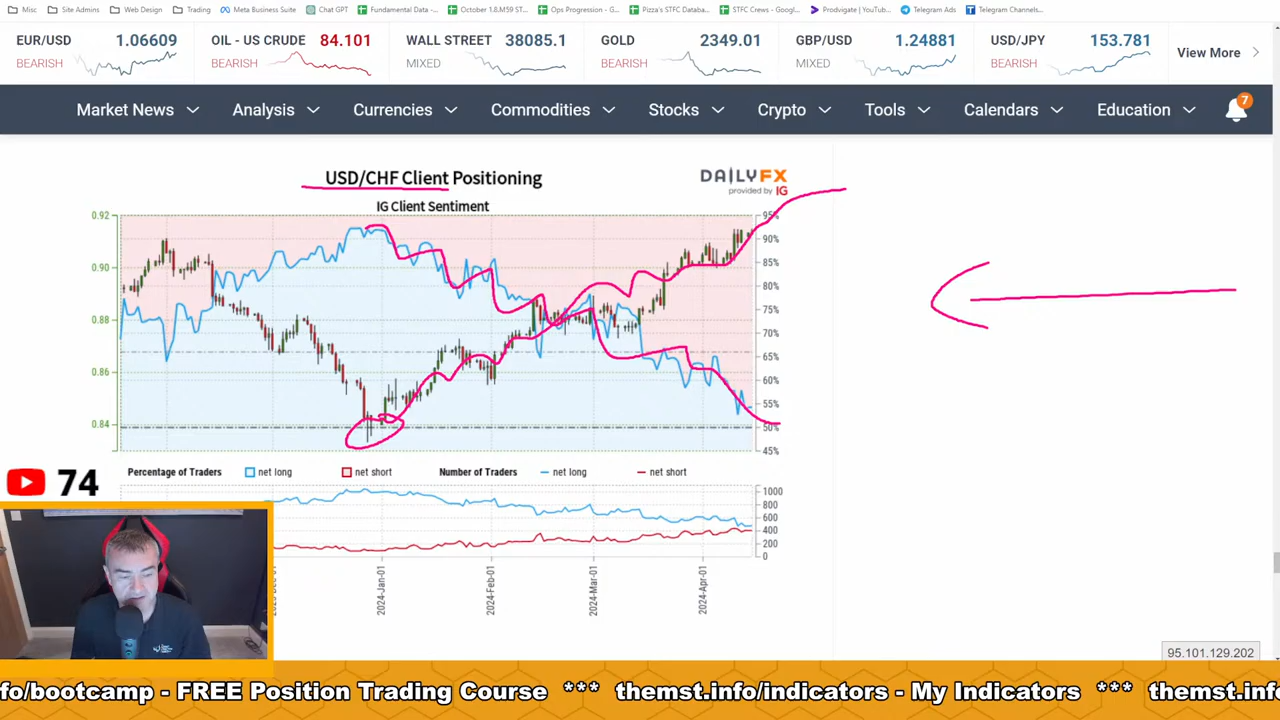 Misc Site Admins Web Design Trading Meta Business Suite Chat GPT Fundamental Data -... October 1.8.M59 ST... Ops Progression - G... Pizza's STFC Databa... STFC Crews - Googl... Prodvigate | YouTub... Telegram Ads Telegram Channels...
EUR/USD 1.06609 OIL - US CRUDE 84.101 WALL STREET 38085.1 GOLD 2349.01 GBP/USD 1.24881 USD/JPY 153.781 View More
BEARISH BEARISH MIXED BEARISH MIXED BEARISH
Market News Analysis Currencies Commodities Stocks Crypto Tools Calendars Education 7
USD/CHF Client Positioning
DAILYFX
provided by IG
IG Client Sentiment
0.92 95%
90%
0.90 85%
80%
0.88 75%
70%
65%
0.86 60%
55%
0.84 50%
45%
Percentage of Traders net long net short Number of Traders net long net short
74
1000
800
600
400
200
0
2024-Jan-01 2024-Feb-01 2024-Mar-01 2024-Apr-01
95.101.129.202
fo/bootcamp - FREE Position Trading Course *** themst.info/indicators - My Indicators *** themst.info